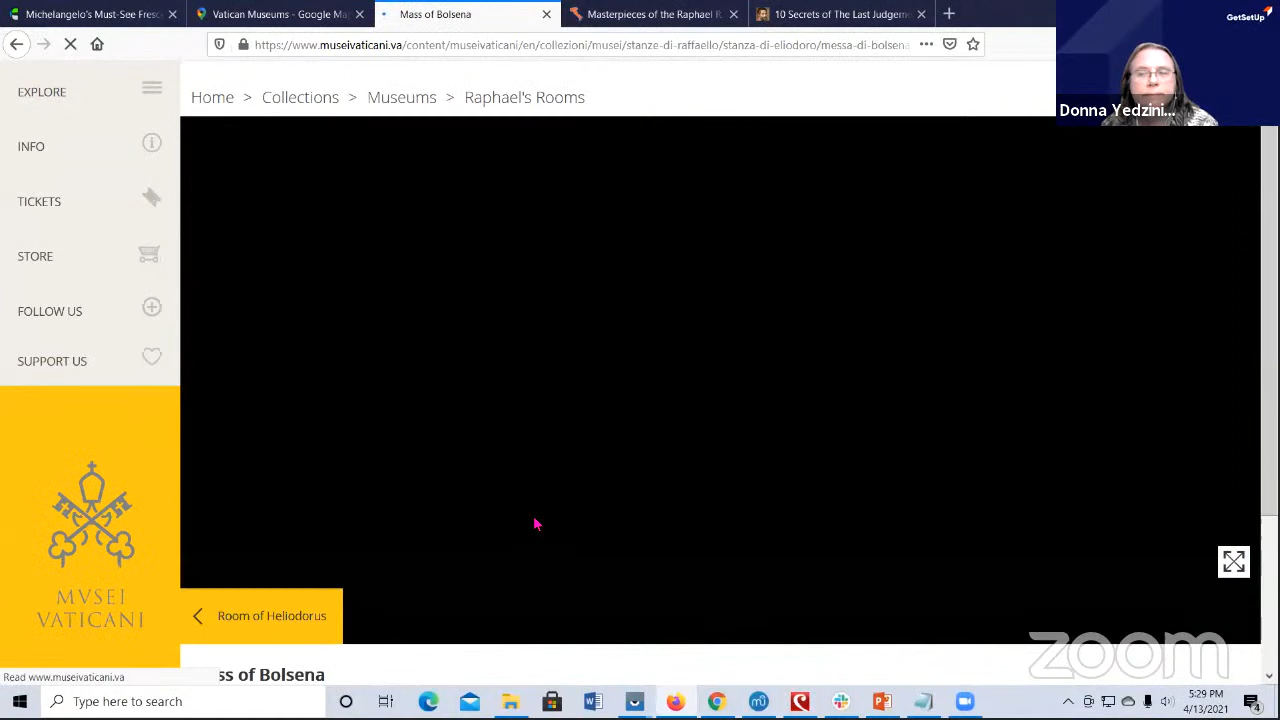 Michelangelo's Must-See Fresc
Vatican Museums - Google Ma
Mass of Bolsena
Masterpieces of the Raphael R
10 Secrets of The Last Judgeme
https://www.museivaticani.va/content/museivaticani/en/collezioni/musei/stanze-di-raffaello/stanza-di-eliodoro/messa-di-bolsena
GetSetUp
Donna Yedzini...
EXPLORE
INFO
TICKETS
STORE
FOLLOW US
SUPPORT US
MVSEI
VATICANI
Home > Collections > Museums > Raphael's Rooms
Room of Heliodorus
ss of Bolsena
zoom
Read www.museivaticani.va
Type here to search
5:29 PM
4/13/2021
4